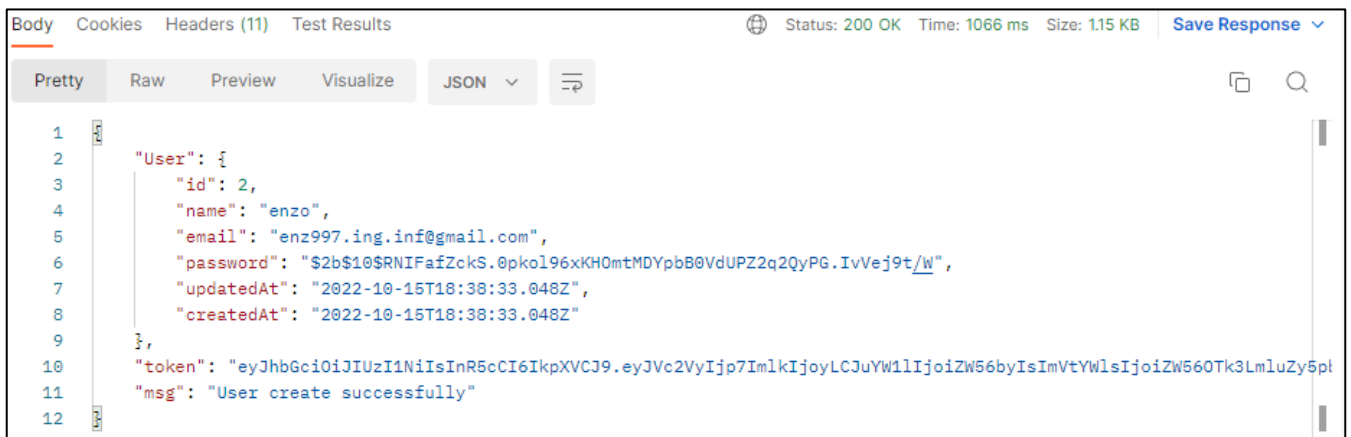 Body Cookies Headers (11) Test Results Status: 200 OK Time: 1066 ms Size: 1.15 KB Save Response
Pretty Raw Preview Visualize JSON
1 {
2 "User": {
3 "id": 2,
4 "name": "enzo",
5 "email": "enz997.ing.inf@gmail.com",
6 "password": "$2b$10$RNIFafZckS.0pkol96xKHOmtMDYpbB0VdUPZ2q2QyPG.IvVej9t/W",
7 "updatedAt": "2022-10-15T18:38:33.048Z",
8 "createdAt": "2022-10-15T18:38:33.048Z"
9 },
10 "token": "eyJhbGciOiJIUzI1NiIsInR5cCI6IkpXVCJ9.eyJVc2VyIjp7ImlkIjoyLCJuYW1lIjoiZW56byIsImVtYWlsIjoiZW56OTk3LmluZy5pb
11 "msg": "User create successfully"
12 }